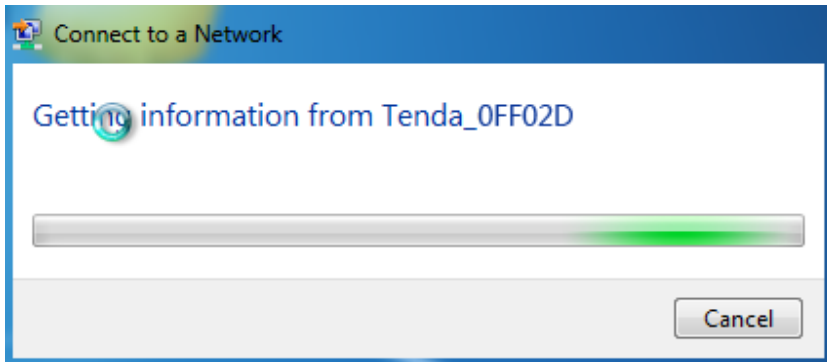 Connect to a Network
Getting information from Tenda_0FF02D
Cancel